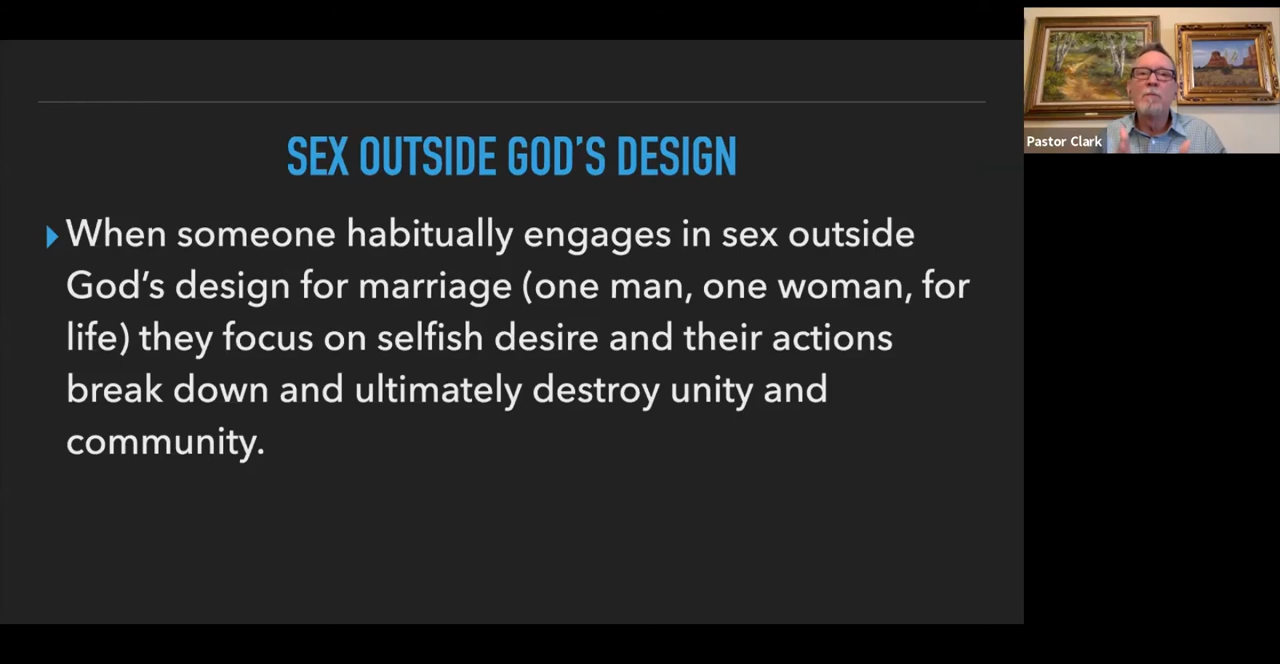 SEX OUTSIDE GOD'S DESIGN
When someone habitually engages in sex outside
God's design for marriage (one man, one woman, for
life) they focus on selfish desire and their actions
break down and ultimately destroy unity and
community.
Pastor Clark